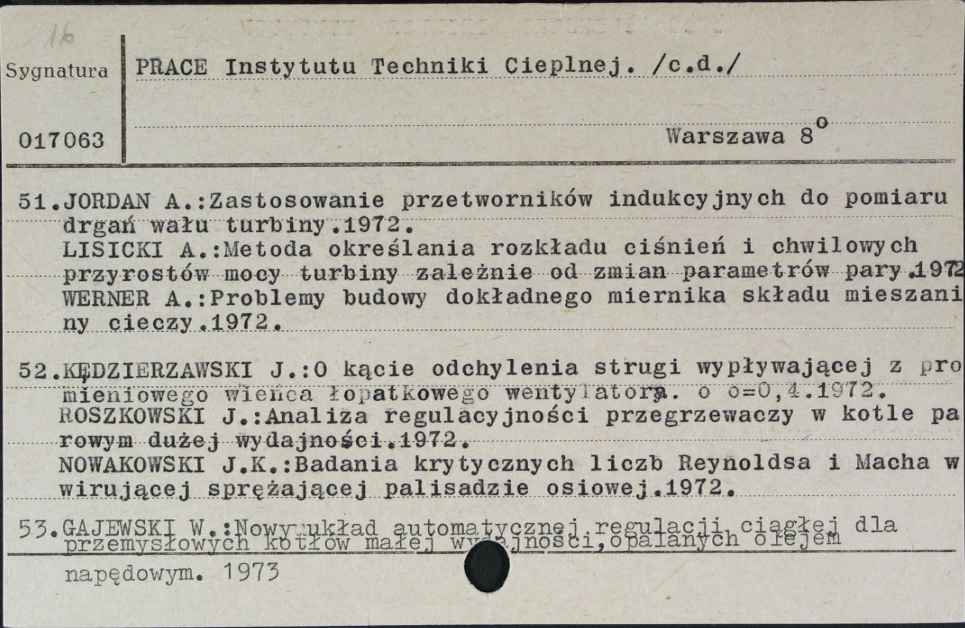 16
Sygnatura
PRACE Instytutu Techniki Cieplnej. /c.d./
017063
Warszawa 8o
51.JORDAN A.:Zastosowanie przetworników indukcyjnych do pomiaru
drgań wału turbiny.1972.
LISICKI A.:Metoda określania rozkładu ciśnień i chwilowych
przyrostów mocy turbiny zależnie od zmian parametrów pary.1972
WERNER A.:Problemy budowy dokładnego miernika składu mieszani
ny cieczy.1972.
52.KĘDZIERZAWSKI J.:O kącie odchylenia strugi wypływającej z pro
mieniowego wieńca łopatkowego wentylatora. o o=0,4.1972.
ROSZKOWSKI J.:Analiza regulacyjności przegrzewaczy w kotle pa
rowym dużej wydajności.1972.
NOWAKOWSKI J.K.:Badania krytycznych liczb Reynoldsa i Macha w
wirującej sprężającej palisadzie osiowej.1972.
53.GAJEWSKI W.:Nowy układ automatycznej regulacji ciągłej dla
przemysłowych kotłów małej wydajności,opalanych olejem
napędowym. 1973